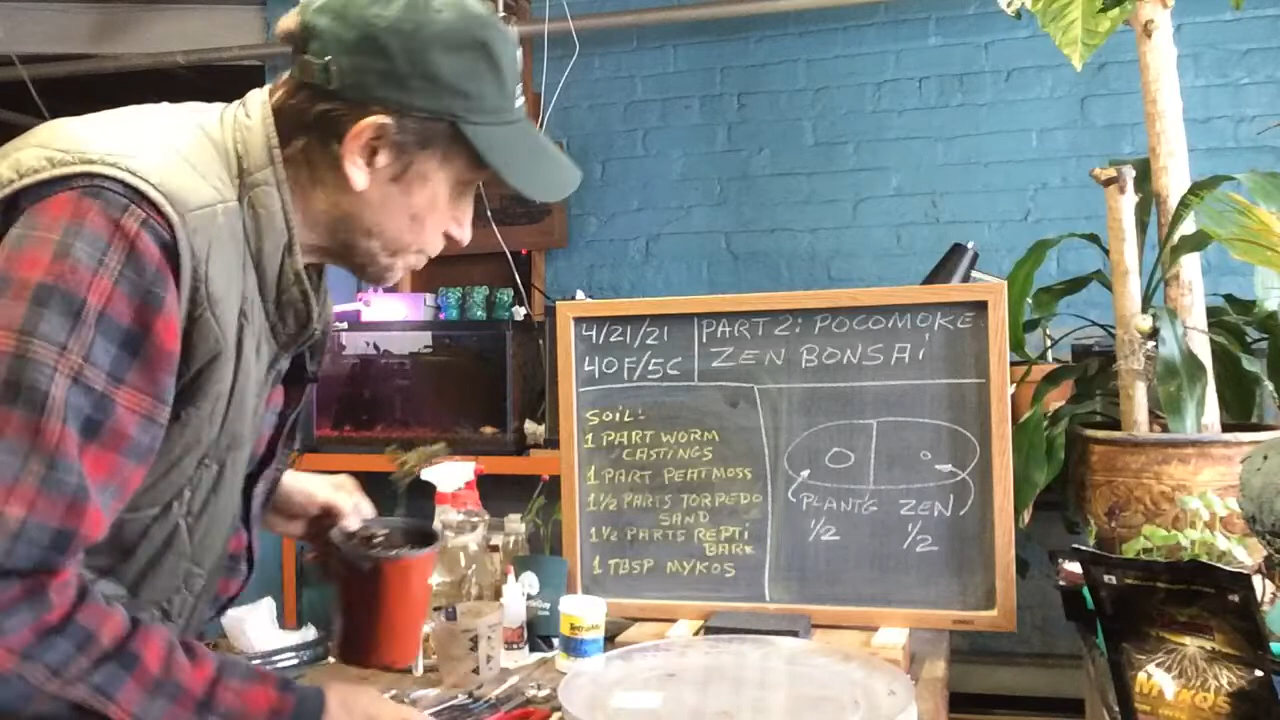 4/21/21
40F/5C
PART 2: POCOMOKE
ZEN BONSAi
SOiL:
1 PART WORM
CASTINGS
1 PART PEATMOSS
1½ PARTS TORPEDO
SAND
1½ PARTS REPTi
BARK
1 TBSP MYKOS
PLANTG ZEN
1/2 1/2
MYKOS